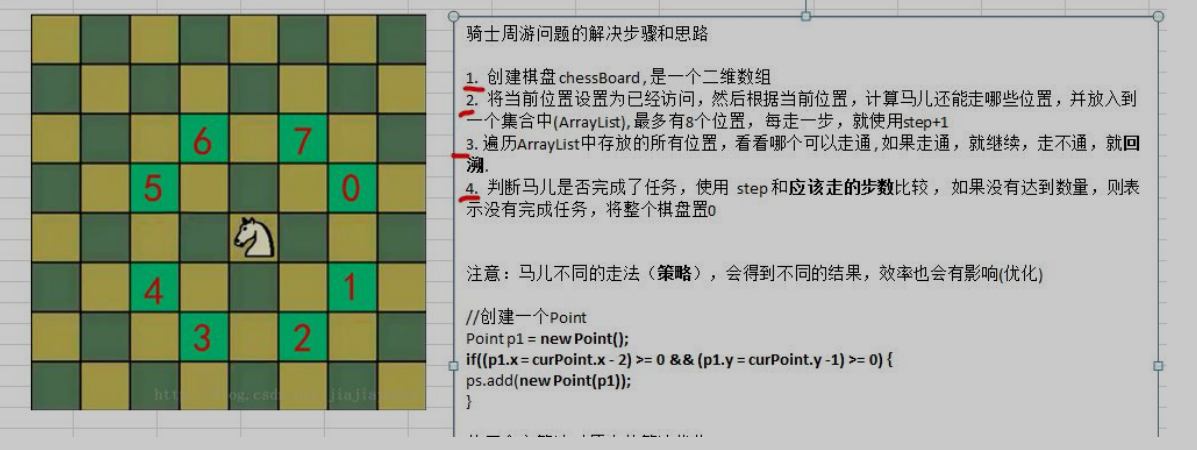 6 7
5 0
4 1
3 2
骑士周游问题的解决步骤和思路
1. 创建棋盘 chessBoard , 是一个二维数组
2. 将当前位置设置为已经访问，然后根据当前位置，计算马儿还能走哪些位置，并放入到
一个集合中(ArrayList), 最多有8个位置，每走一步，就使用step+1
3. 遍历ArrayList中存放的所有位置，看看哪个可以走通 , 如果走通，就继续，走不通，就回
溯.
4. 判断马儿是否完成了任务，使用 step 和应该走的步数比较 ，如果没有达到数量，则表
示没有完成任务，将整个棋盘置0
注意：马儿不同的走法（策略），会得到不同的结果，效率也会有影响(优化)
//创建一个Point
Point p1 = new Point();
if((p1.x = curPoint.x - 2) >= 0 && (p1.y = curPoint.y -1) >= 0) {
ps.add(new Point(p1));
}